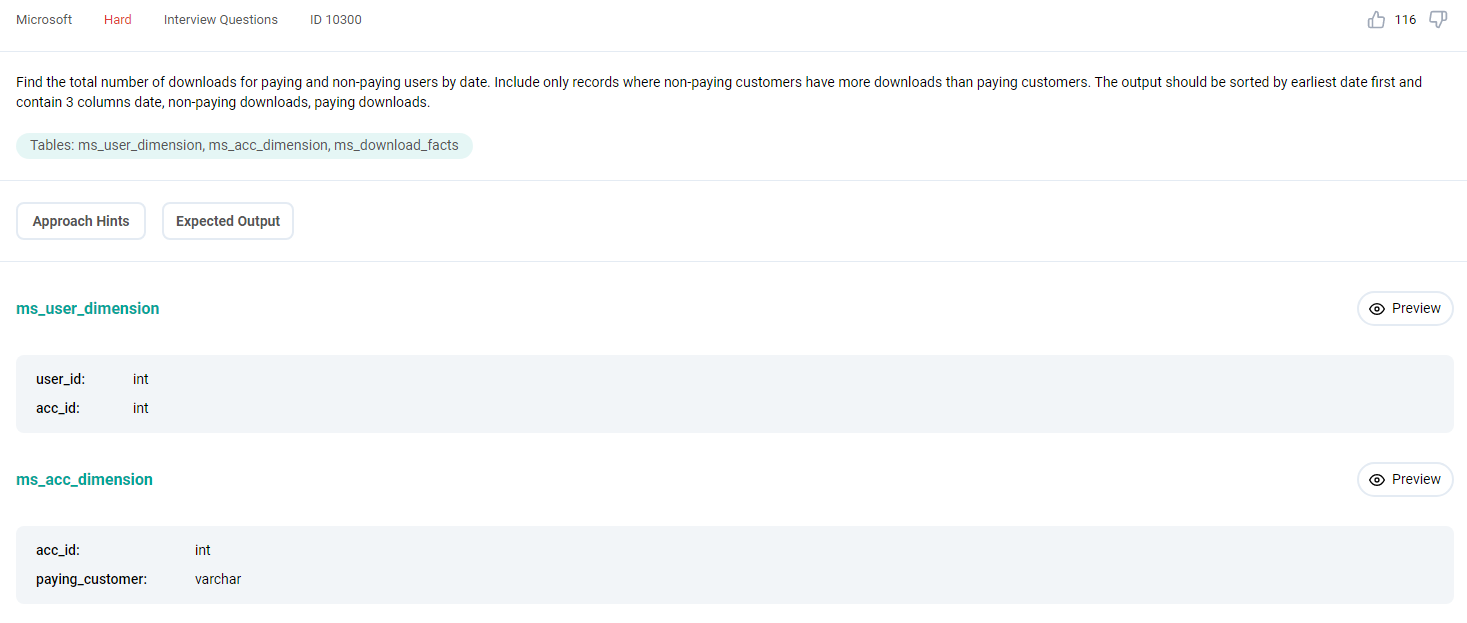 Microsoft Hard Interview Questions ID 10300 116
Find the total number of downloads for paying and non-paying users by date. Include only records where non-paying customers have more downloads than paying customers. The output should be sorted by earliest date first and
contain 3 columns date, non-paying downloads, paying downloads.
Tables: ms_user_dimension, ms_acc_dimension, ms_download_facts
Approach Hints Expected Output
ms_user_dimension Preview
user_id: int
acc_id: int
ms_acc_dimension Preview
acc_id: int
paying_customer: varchar